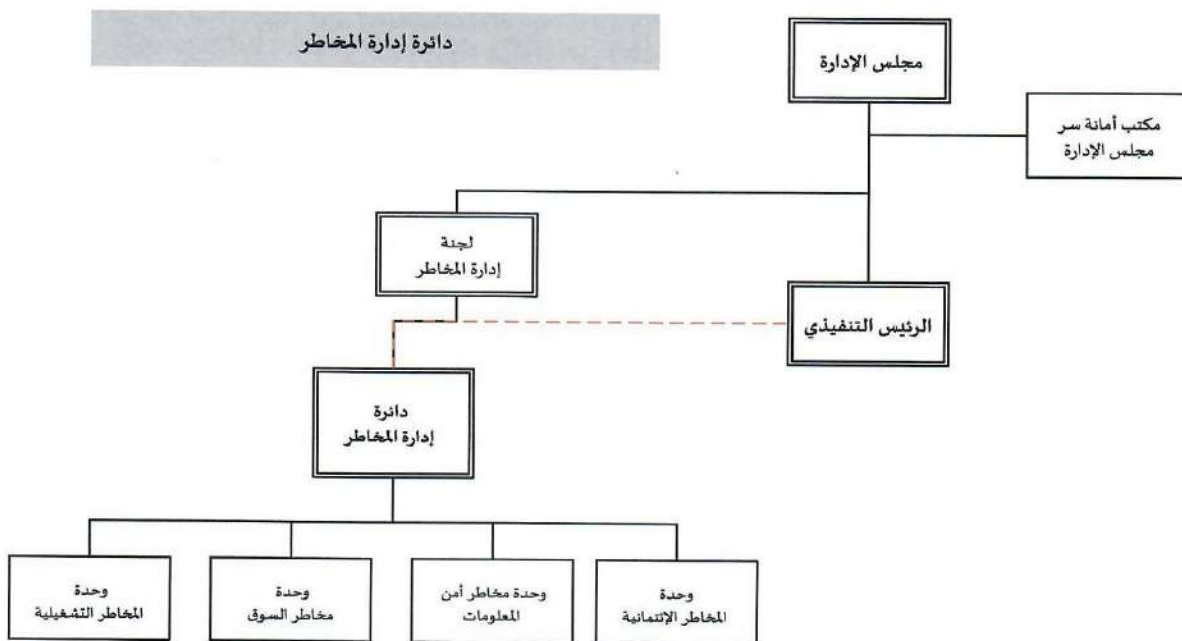 دائرة إدارة المخاطر
مجلس الإدارة
مكتب أمانة سر
مجلس الإدارة
لجنة
إدارة المخاطر
الرئيس التنفيذي
دائرة
إدارة المخاطر
وحدة
المخاطر الإئتمانية
وحدة مخاطر أمن
المعلومات
وحدة
مخاطر السوق
وحدة
المخاطر التشغيلية